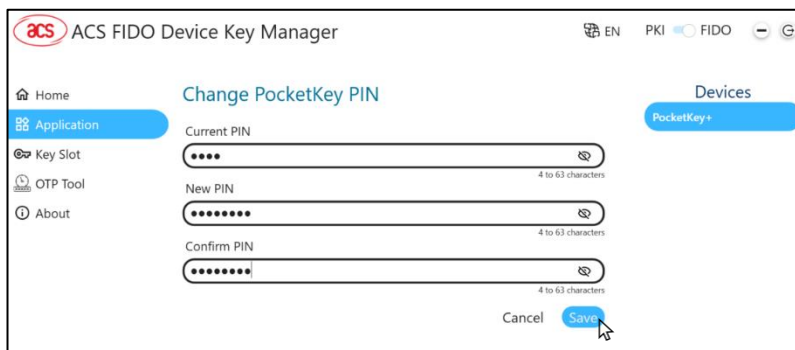 acs ACS FIDO Device Key Manager EN PKI FIDO
Home
Application
Key Slot
OTP Tool
About
Change PocketKey PIN
Current PIN
••••
4 to 63 characters
New PIN
••••••••
4 to 63 characters
Confirm PIN
••••••••
4 to 63 characters
Cancel Save
Devices
PocketKey+